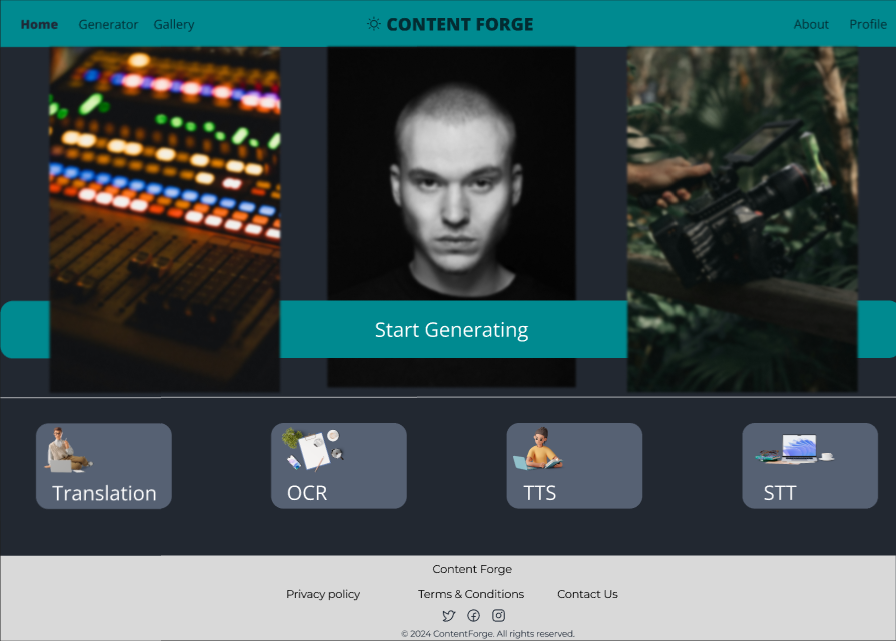 Home Generator Gallery CONTENT FORGE About Profile
Start Generating
Translation OCR TTS STT
Content Forge
Privacy policy Terms & Conditions Contact Us
© 2024 ContentForge. All rights reserved.